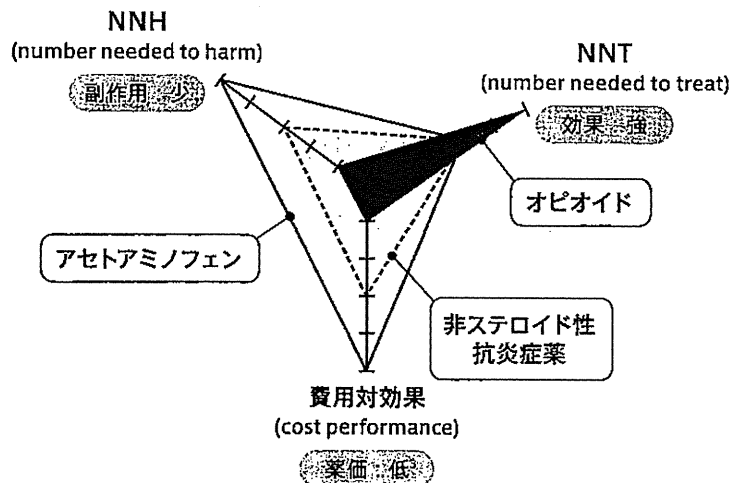 NNH
(number needed to harm)
副作用 少
NNT
(number needed to treat)
効果 強
オピオイド
アセトアミノフェン
非ステロイド性
抗炎症薬
費用対効果
(cost performance)
薬価 低